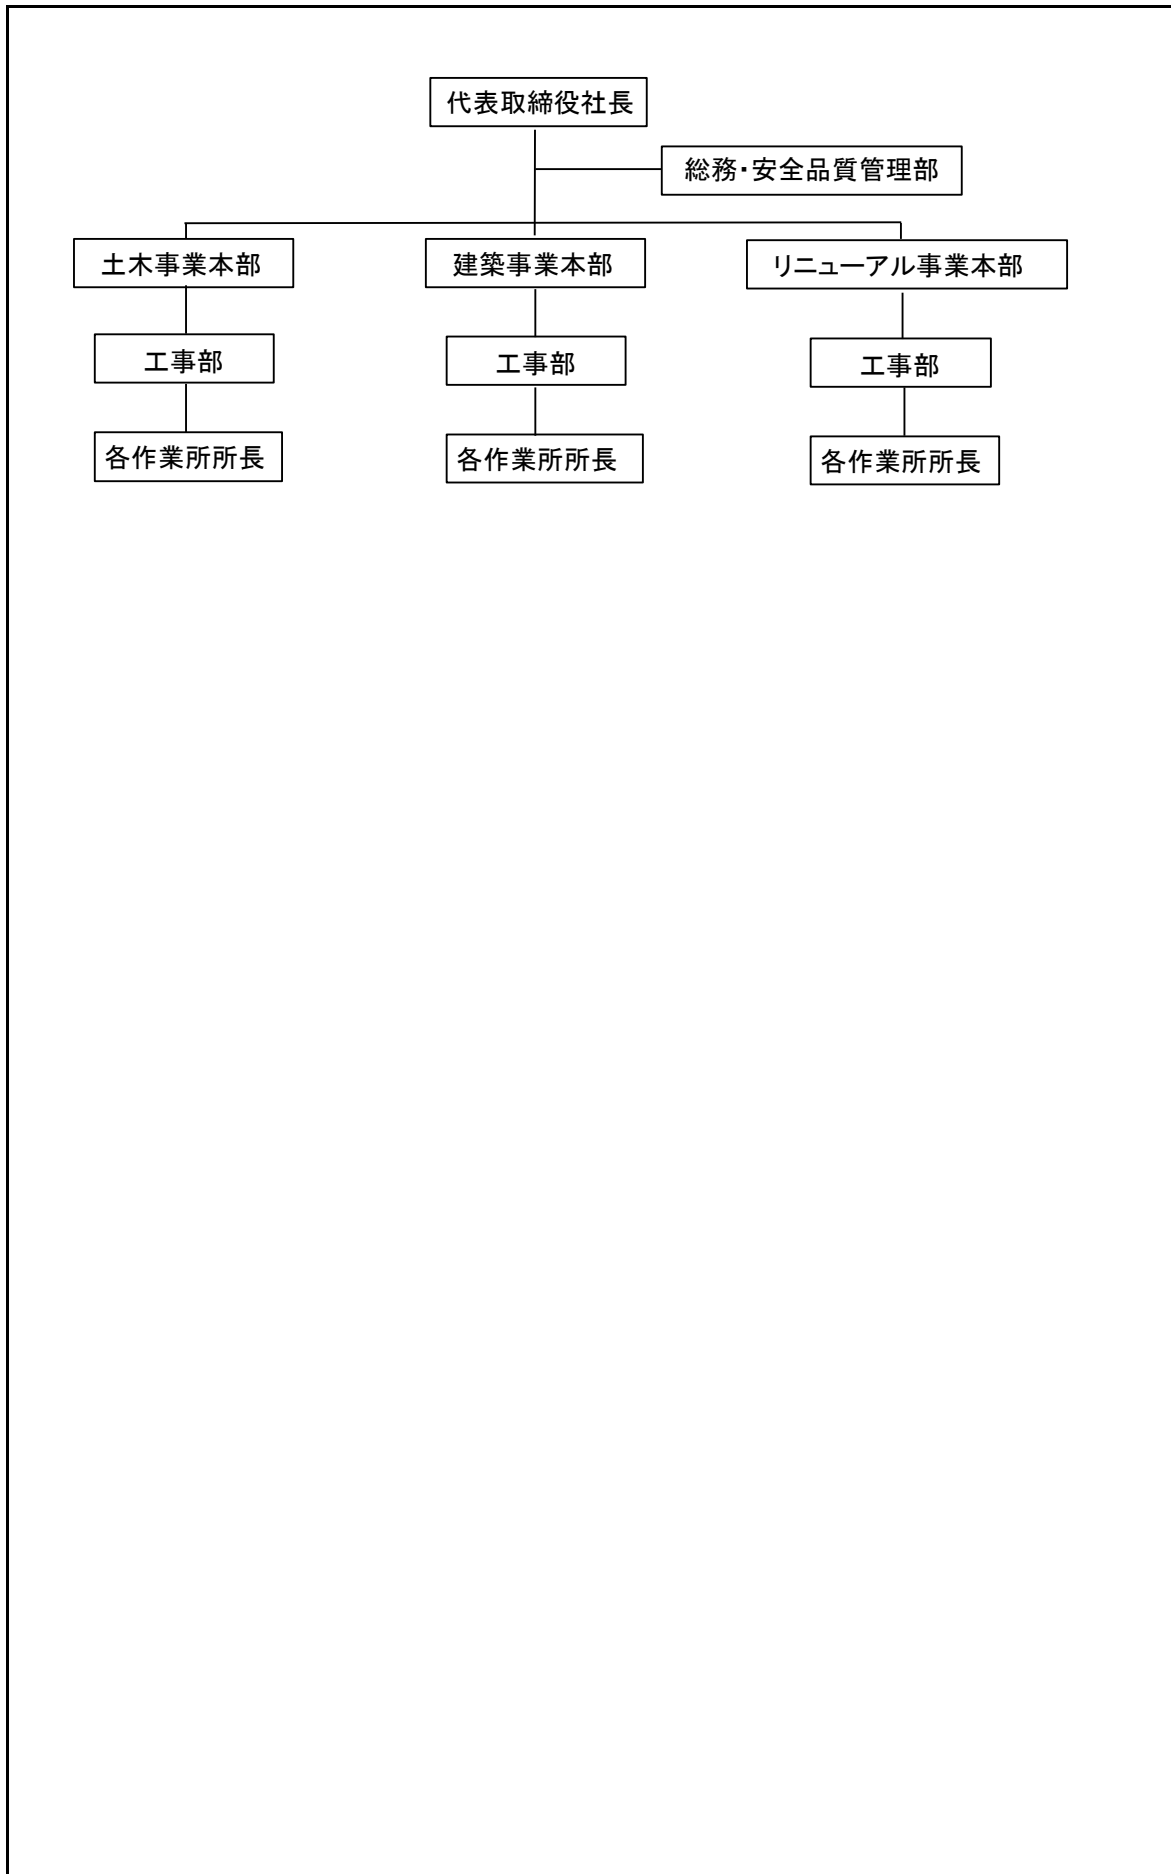 代表取締役社長
総務・安全品質管理部
土木事業本部
建築事業本部
リニューアル事業本部
工事部
工事部
工事部
各作業所所長
各作業所所長
各作業所所長